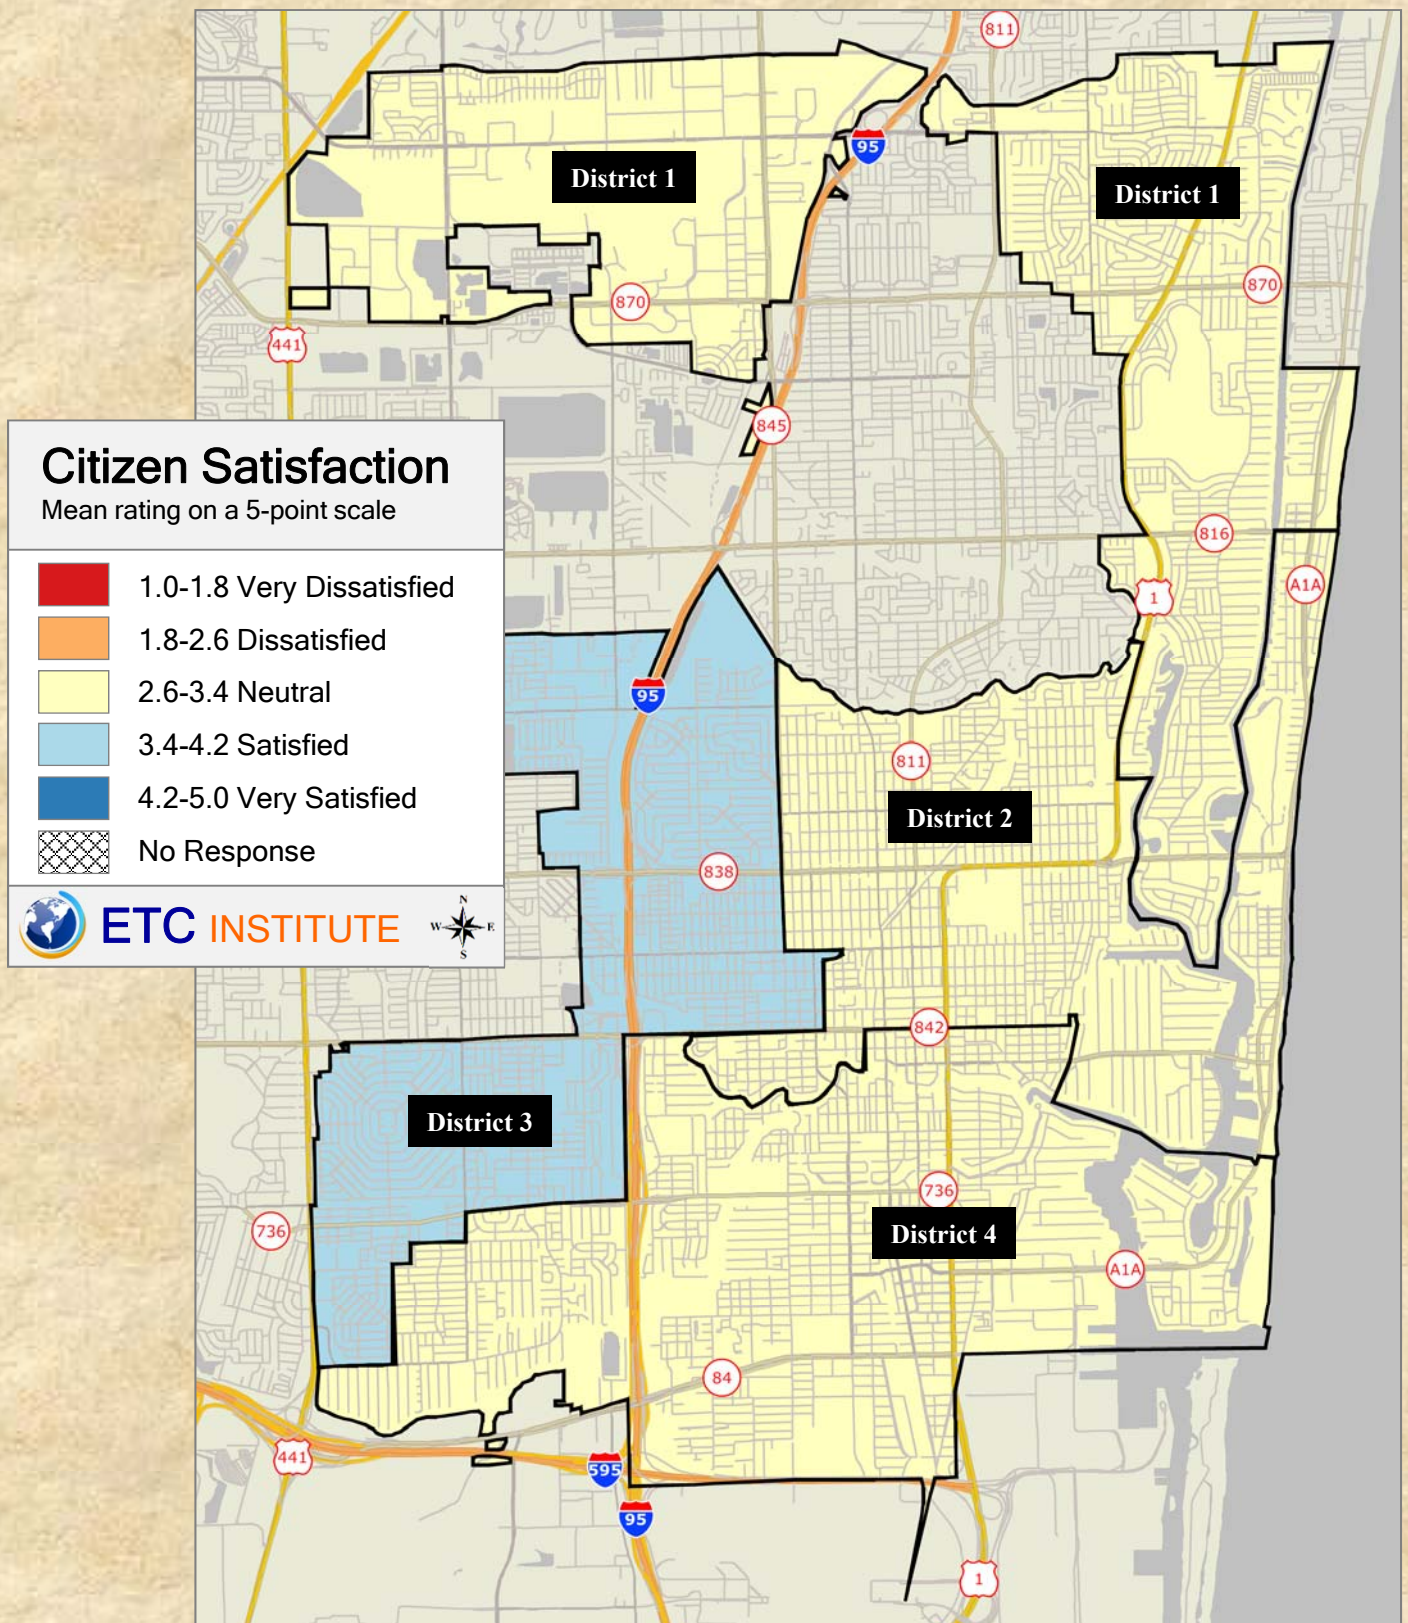 811
95
District 1
District 1
870
870
441
845
Citizen Satisfaction
Mean rating on a 5-point scale
1.0-1.8 Very Dissatisfied
1.8-2.6 Dissatisfied
2.6-3.4 Neutral
3.4-4.2 Satisfied
4.2-5.0 Very Satisfied
No Response
ETC INSTITUTE
N
W E
S
816
A1A
1
95
811
District 2
838
842
District 3
736
736
District 4
A1A
84
441
595
95
1